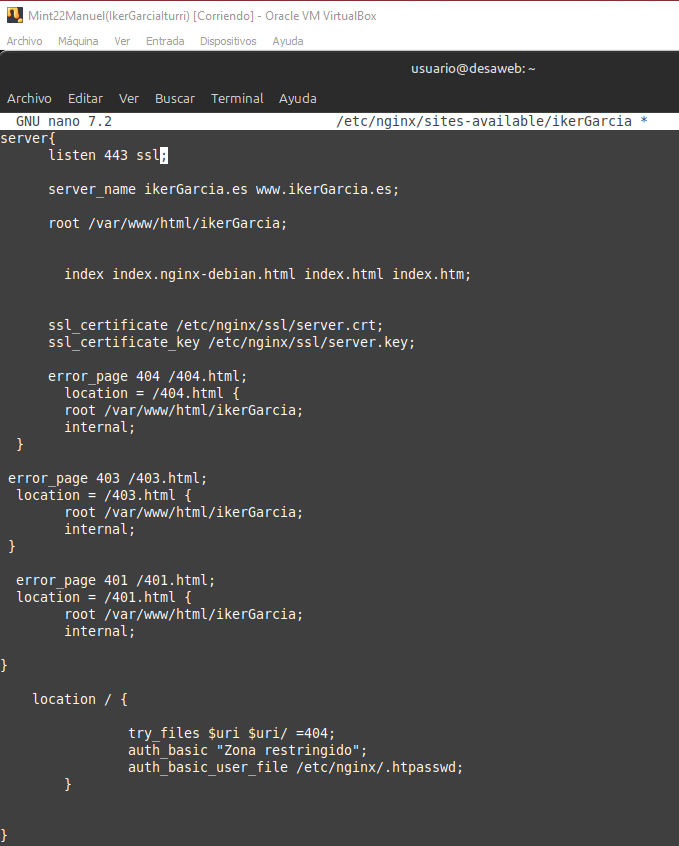 Mint22Manuel(IkerGarciaIturri) [Corriendo] - Oracle VM VirtualBox
Archivo Máquina Ver Entrada Dispositivos Ayuda
usuario@desaweb: ~
Archivo Editar Ver Buscar Terminal Ayuda
GNU nano 7.2 /etc/nginx/sites-available/ikerGarcia *
server{
listen 443 ssl;
server_name ikerGarcia.es www.ikerGarcia.es;
root /var/www/html/ikerGarcia;
index index.nginx-debian.html index.html index.htm;
ssl_certificate /etc/nginx/ssl/server.crt;
ssl_certificate_key /etc/nginx/ssl/server.key;
error_page 404 /404.html;
location = /404.html {
root /var/www/html/ikerGarcia;
internal;
}
error_page 403 /403.html;
location = /403.html {
root /var/www/html/ikerGarcia;
internal;
}
error_page 401 /401.html;
location = /401.html {
root /var/www/html/ikerGarcia;
internal;
}
location / {
try_files $uri $uri/ =404;
auth_basic "Zona restringido";
auth_basic_user_file /etc/nginx/.htpasswd;
}
}